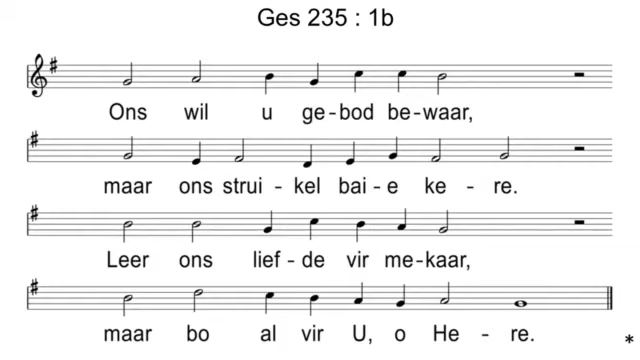 Ges 235 : 1b
Ons wil u ge-bod be-waar,
maar ons strui - kel bai - e ke - re.
Leer ons lief - de vir me-kaar,
maar bo al vir U, o He - re.
*